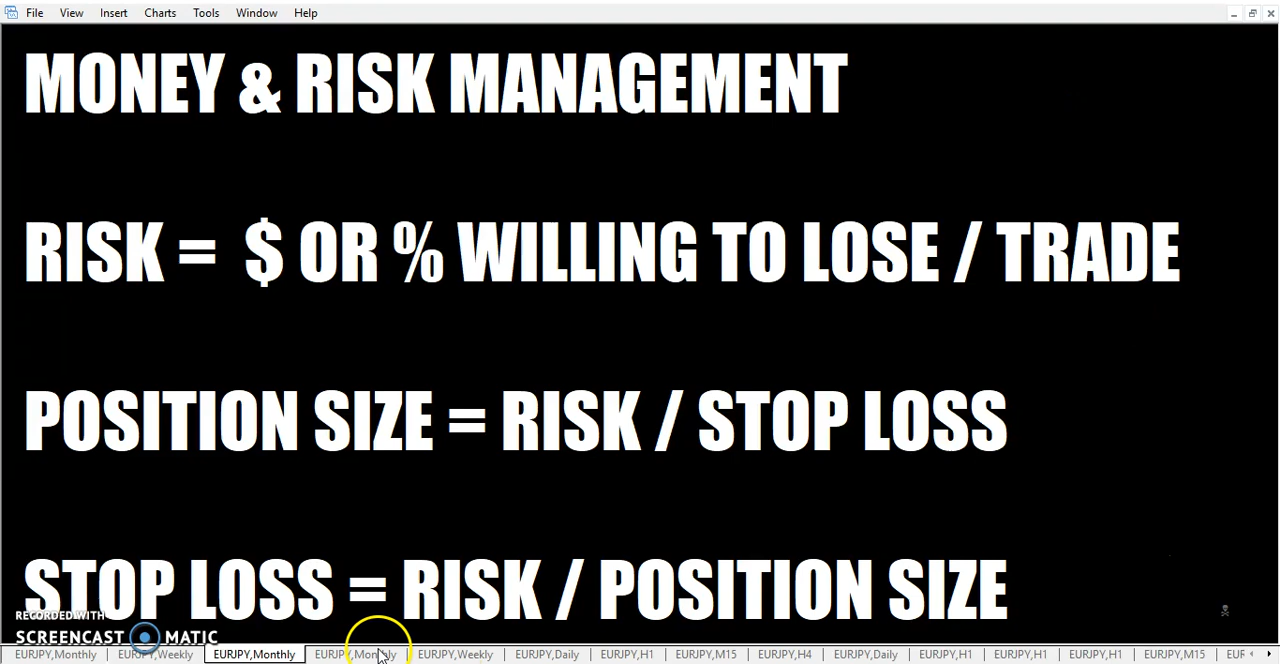 File View Insert Charts Tools Window Help
MONEY & RISK MANAGEMENT
RISK = $ OR % WILLING TO LOSE / TRADE
POSITION SIZE = RISK / STOP LOSS
STOP LOSS = RISK / POSITION SIZE
RECORDED WITH
SCREENCAST MATIC
EURJPY,Monthly EURJPY,Weekly EURJPY,Monthly EURJPY,Monthly EURJPY,Weekly EURJPY,Daily EURJPY,H1 EURJPY,M15 EURJPY,H4 EURJPY,Daily EURJPY,H1 EURJPY,H1 EURJPY,H1 EURJPY,M15 EUR